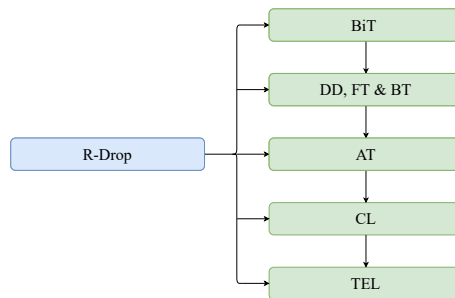 BiT
DD, FT & BT
R-Drop
AT
CL
TEL